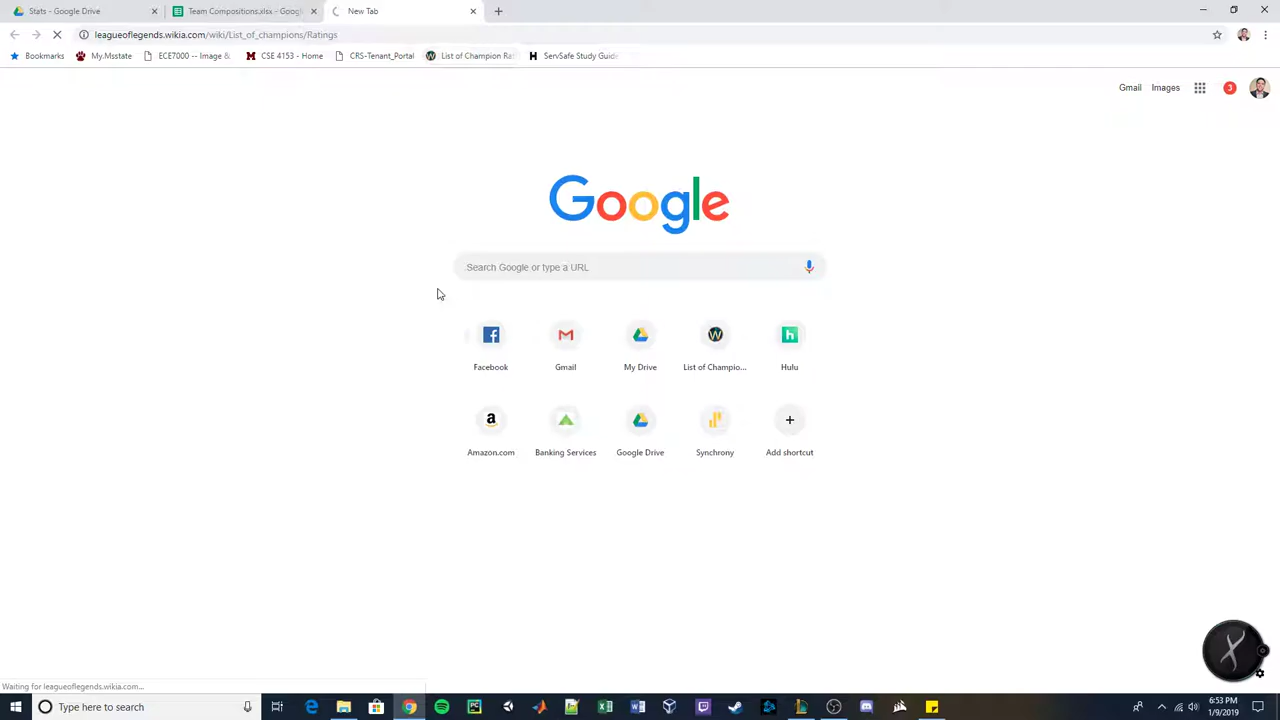 Stats - Google Drive
Team Compositions.xlsx - Googl
New Tab
leagueoflegends.wikia.com/wiki/List_of_champions/Ratings
Bookmarks
My.Msstate
ECE7000 -- Image &
CSE 4153 - Home
CRS-Tenant_Portal
List of Champion Rat
ServSafe Study Guide
Gmail
Images
3
Google
Search Google or type a URL
Facebook
Gmail
My Drive
List of Champio...
Hulu
Amazon.com
Banking Services
Google Drive
Synchrony
Add shortcut
Waiting for leagueoflegends.wikia.com...
Type here to search
6:53 PM
1/9/2019